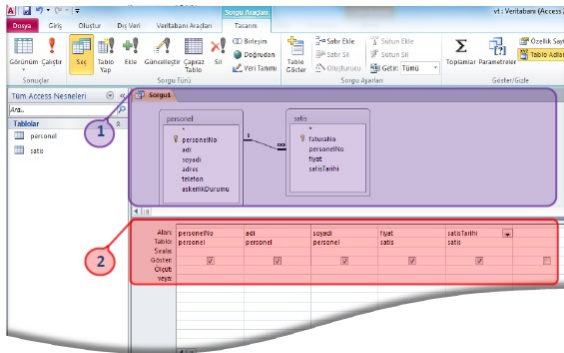 Sorgu Araçları
vt : Veritabanı (Access
Dosya Giriş Oluştur Dış Veri Veritabanı Araçları Tasarım
Görünüm Çalıştır Seç Tablo Yap Ekle Güncelleştir Çapraz Tablo Sil
Birleşim
Doğrudan
Veri Tanımı
Tablo Göster
Satır Ekle
Satır Sil
Oluşturucu
Sütun Ekle
Sütun Sil
Getir: Tümü
Toplamlar Parametreler
Özellik Sayf
Tablo Adlar
Sonuçlar Sorgu Türü Sorgu Ayarları Göster/Gizle
Tüm Access Nesneleri
Ara...
Tablolar
personel
satis
Sorgu1
1
personel
*
personelNo
adi
soyadi
adres
telefon
askerlikDurumu
1
∞
satis
*
faturaNo
personelNo
fiyat
satisTarihi
2
Alan: personelNo adi soyadi fiyat satisTarihi
Tablo: personel personel personel satis satis
Sırala:
Göster:
Ölçüt:
veya: